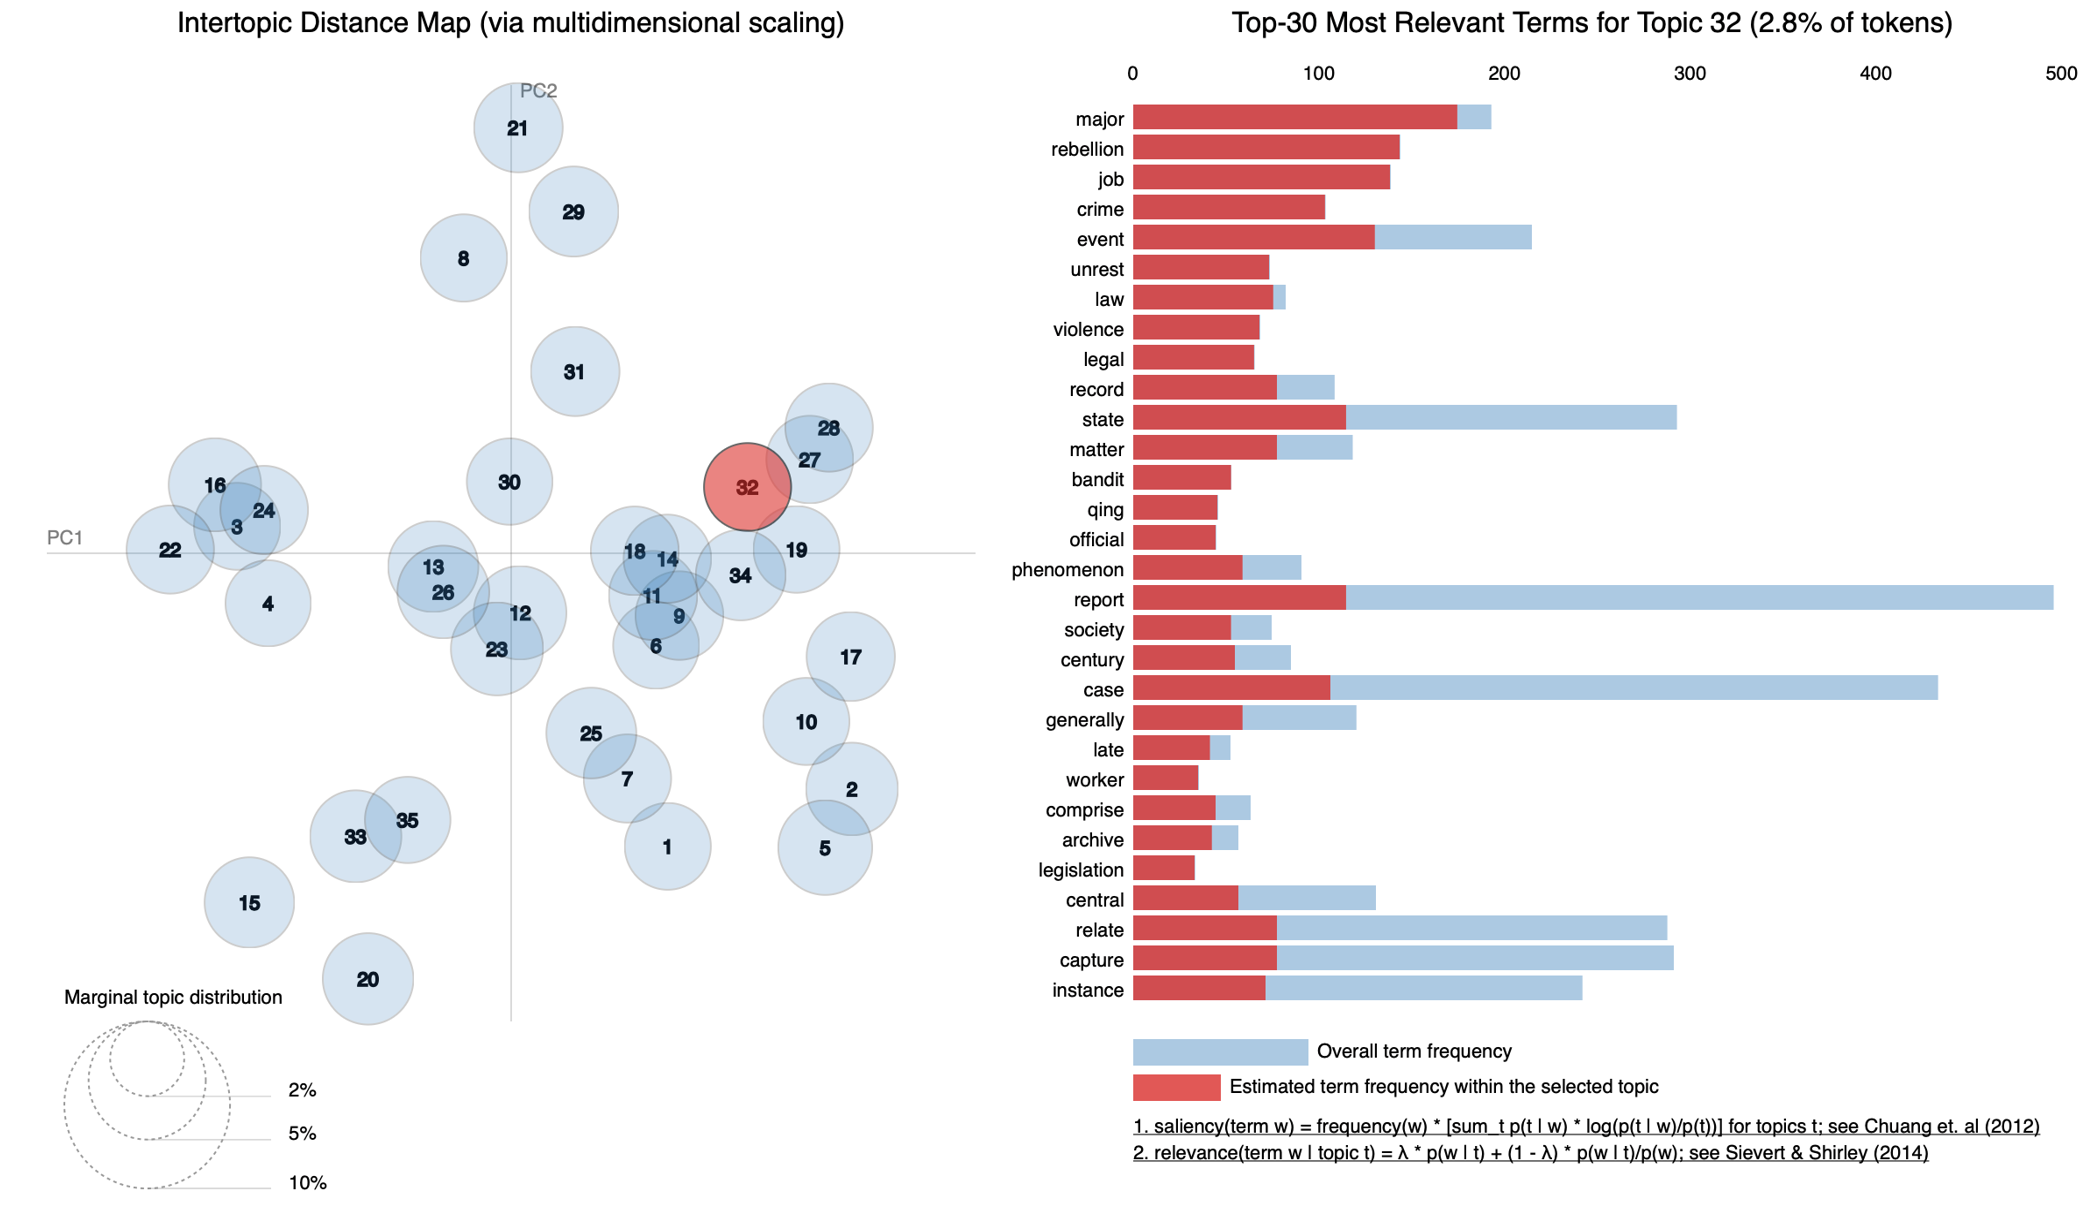 Intertopic Distance Map (via multidimensional scaling)
PC2
21
29
8
31
28
27
32
30
16
24
3
22
4
PC1
13
26
12
23
18
14
11
9
6
34
19
17
10
2
5
25
7
1
33
35
15
20
Marginal topic distribution
2%
5%
10%
Top-30 Most Relevant Terms for Topic 32 (2.8% of tokens)
0 100 200 300 400 500
major
rebellion
job
crime
event
unrest
law
violence
legal
record
state
matter
bandit
qing
official
phenomenon
report
society
century
case
generally
late
worker
comprise
archive
legislation
central
relate
capture
instance
Overall term frequency
Estimated term frequency within the selected topic
1. saliency(term w) = frequency(w) * [sum_t p(t | w) * log(p(t | w)/p(t))] for topics t; see Chuang et. al (2012)
2. relevance(term w | topic t) = λ * p(w | t) + (1 - λ) * p(w | t)/p(w); see Sievert & Shirley (2014)